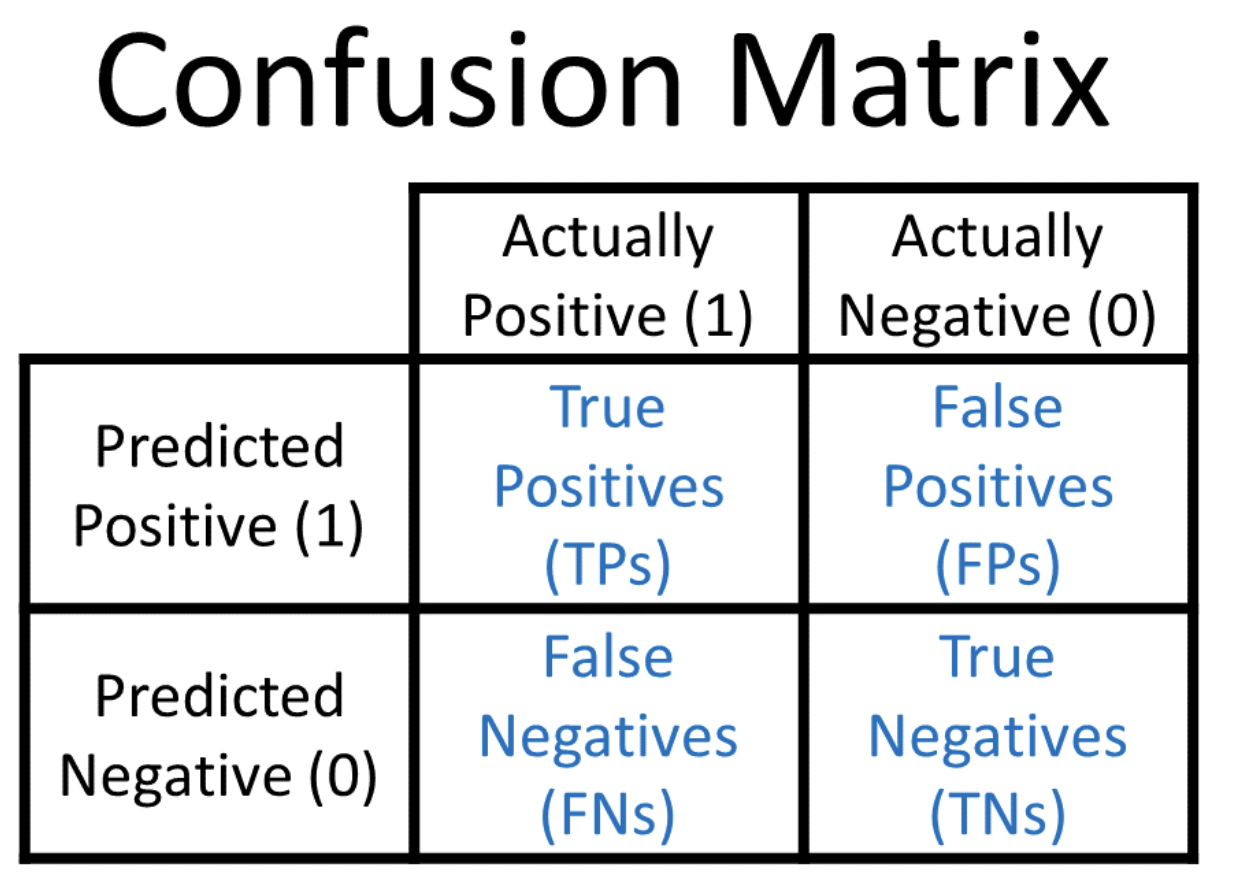 Confusion Matrix
Actually
Positive (1)
Actually
Negative (0)
Predicted
Positive (1)
True
Positives
(TPs)
False
Positives
(FPs)
Predicted
Negative (0)
False
Negatives
(FNs)
True
Negatives
(TNs)